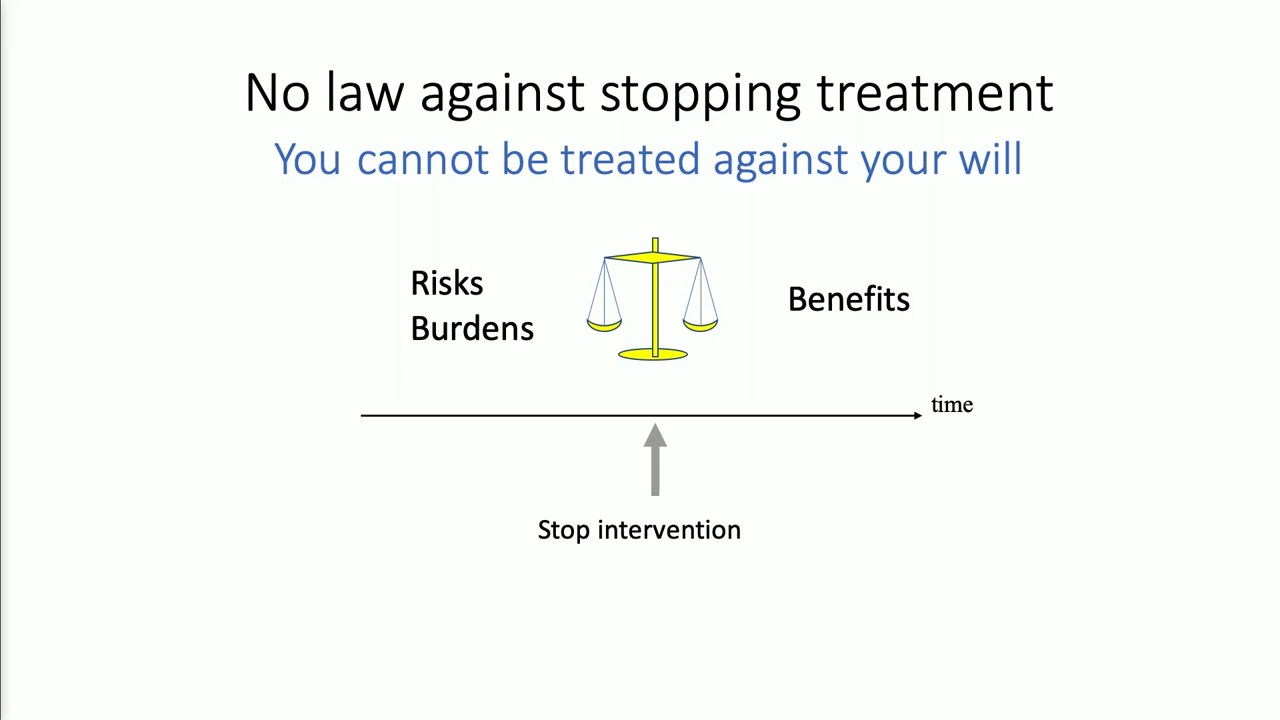 No law against stopping treatment
You cannot be treated against your will
Risks
Burdens
Benefits
time
Stop intervention